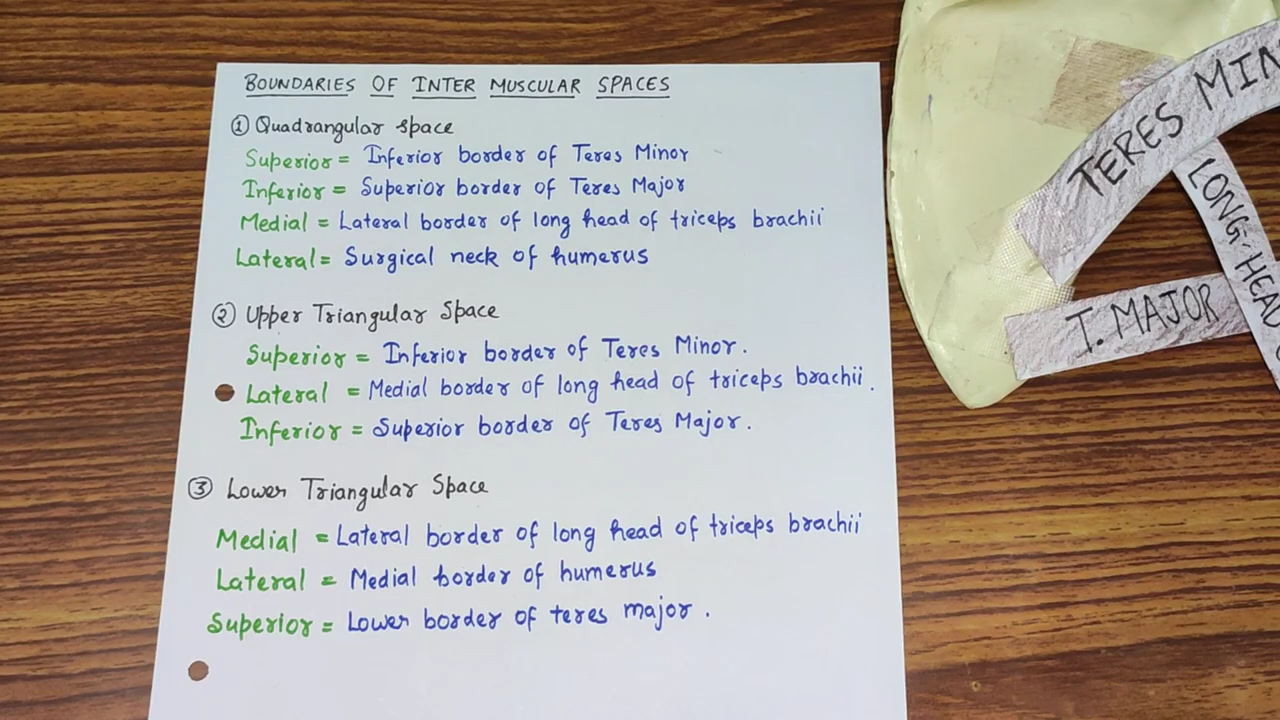 BOUNDARIES OF INTER MUSCULAR SPACES
① Quadrangular space
Superior = Inferior border of Teres Minor
Inferior = Superior border of Teres Major
Medial = Lateral border of long head of triceps brachii
Lateral = Surgical neck of humerus
② Upper Triangular Space
Superior = Inferior border of Teres Minor.
Lateral = Medial border of long head of triceps brachii.
Inferior = Superior border of Teres Major.
③ Lower Triangular Space
Medial = Lateral border of long head of triceps brachii
Lateral = Medial border of humerus
Superior = Lower border of teres major.
TERES MIN
LONG HEAD
T. MAJOR